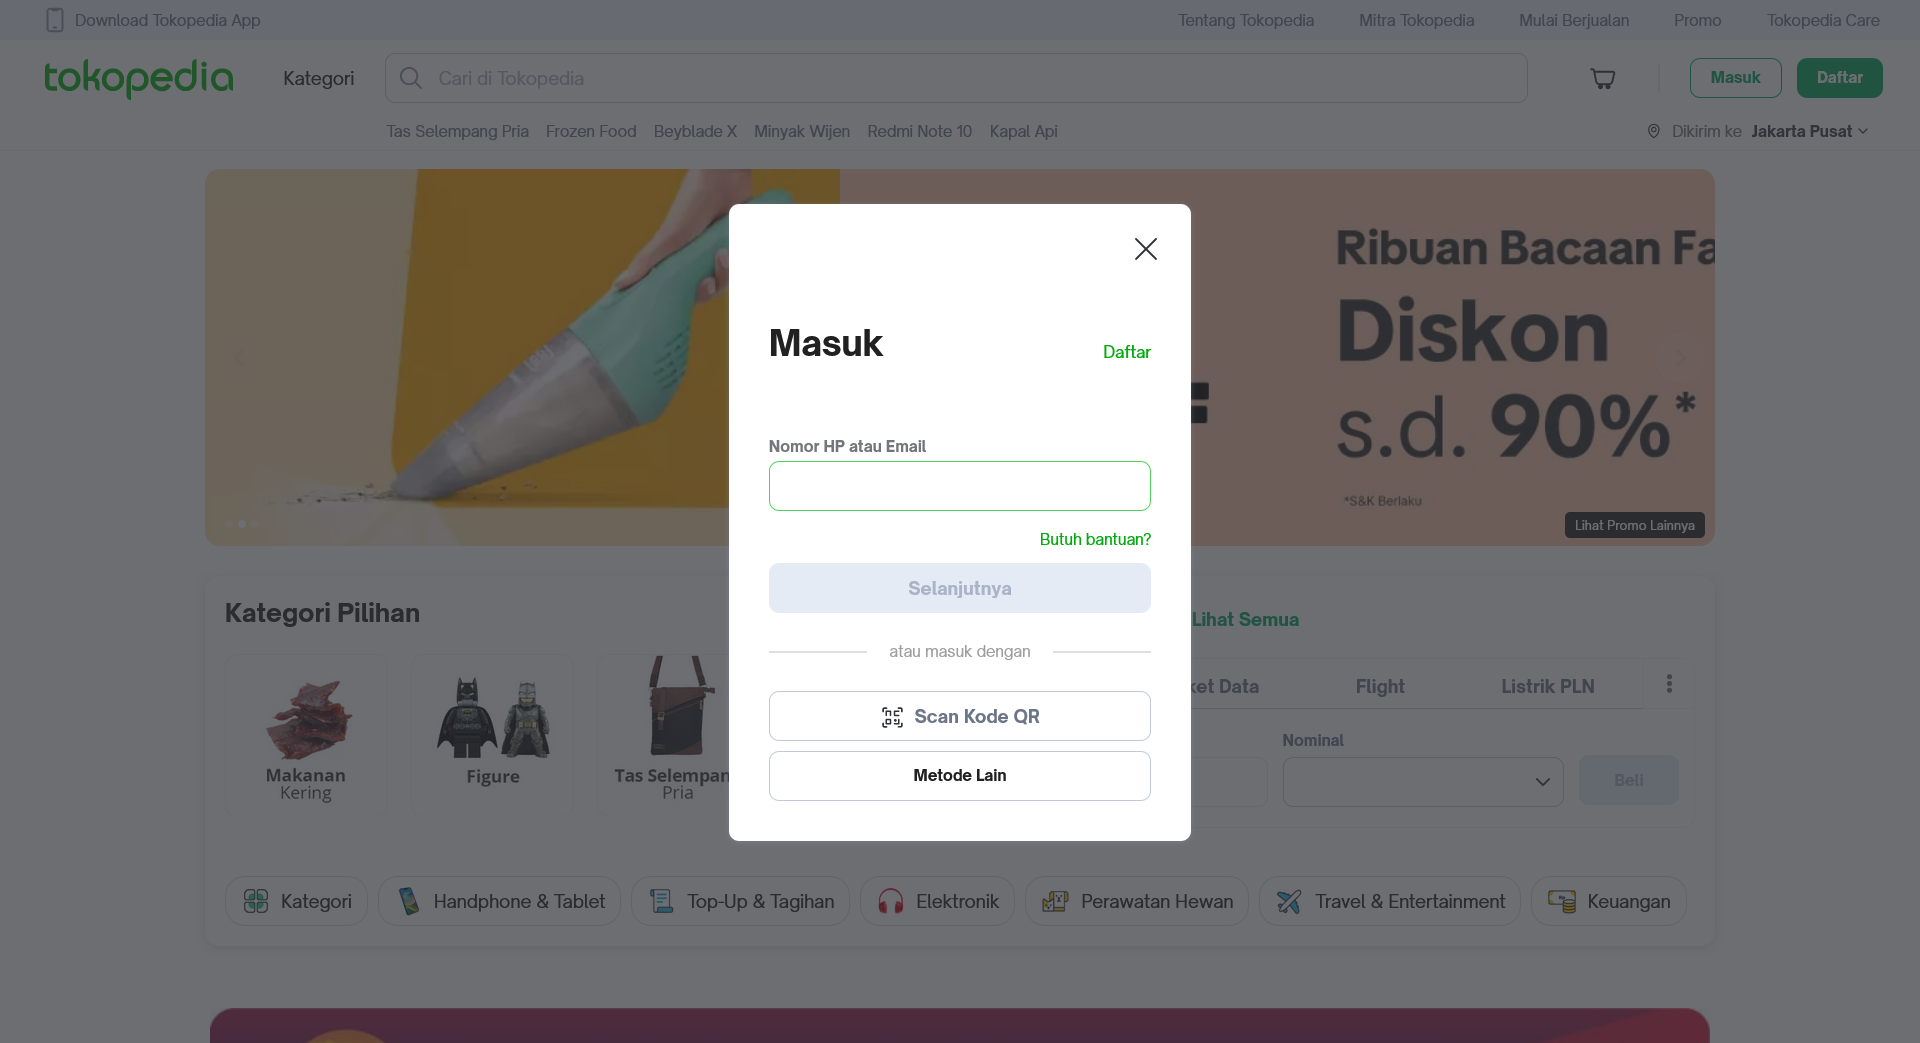 Download Tokopedia App
Tentang Tokopedia
Mitra Tokopedia
Mulai Berjualan
Promo
Tokopedia Care
tokopedia
Kategori
Cari di Tokopedia
Masuk
Daftar
Tas Selempang Pria
Frozen Food
Beyblade X
Minyak Wijen
Redmi Note 10
Kapal Api
Dikirim ke Jakarta Pusat
Ribuan Bacaan Fa
Diskon
s.d. 90%*
*S&K Berlaku
Lihat Promo Lainnya
Masuk
Daftar
Nomor HP atau Email
Butuh bantuan?
Selanjutnya
atau masuk dengan
Scan Kode QR
Metode Lain
Kategori Pilihan
Lihat Semua
Makanan
Kering
Figure
Tas Selempan
Pria
ket Data
Flight
Listrik PLN
Nominal
Beli
Kategori
Handphone & Tablet
Top-Up & Tagihan
Elektronik
Perawatan Hewan
Travel & Entertainment
Keuangan